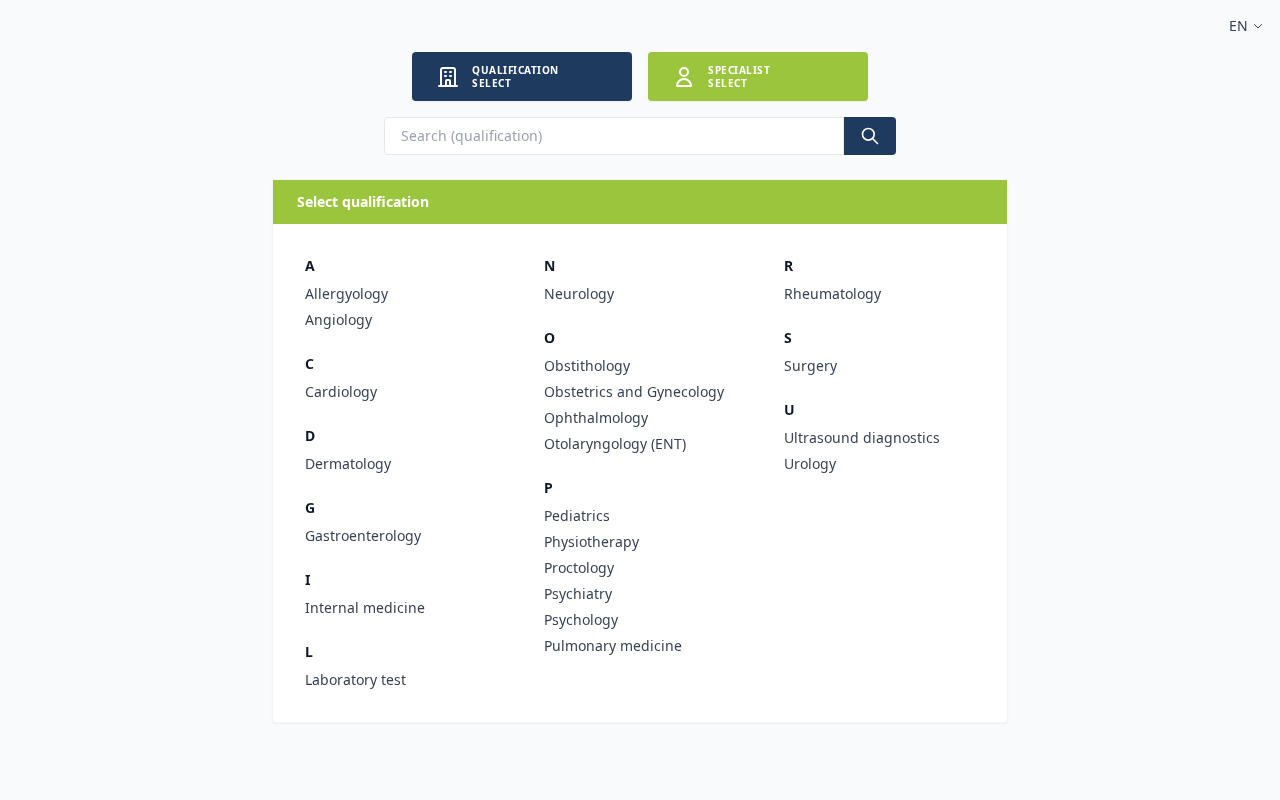 EN
QUALIFICATION
SELECT
SPECIALIST
SELECT
Search (qualification)
Select qualification
A
Allergyology
Angiology
C
Cardiology
D
Dermatology
G
Gastroenterology
I
Internal medicine
L
Laboratory test
N
Neurology
O
Obstithology
Obstetrics and Gynecology
Ophthalmology
Otolaryngology (ENT)
P
Pediatrics
Physiotherapy
Proctology
Psychiatry
Psychology
Pulmonary medicine
R
Rheumatology
S
Surgery
U
Ultrasound diagnostics
Urology